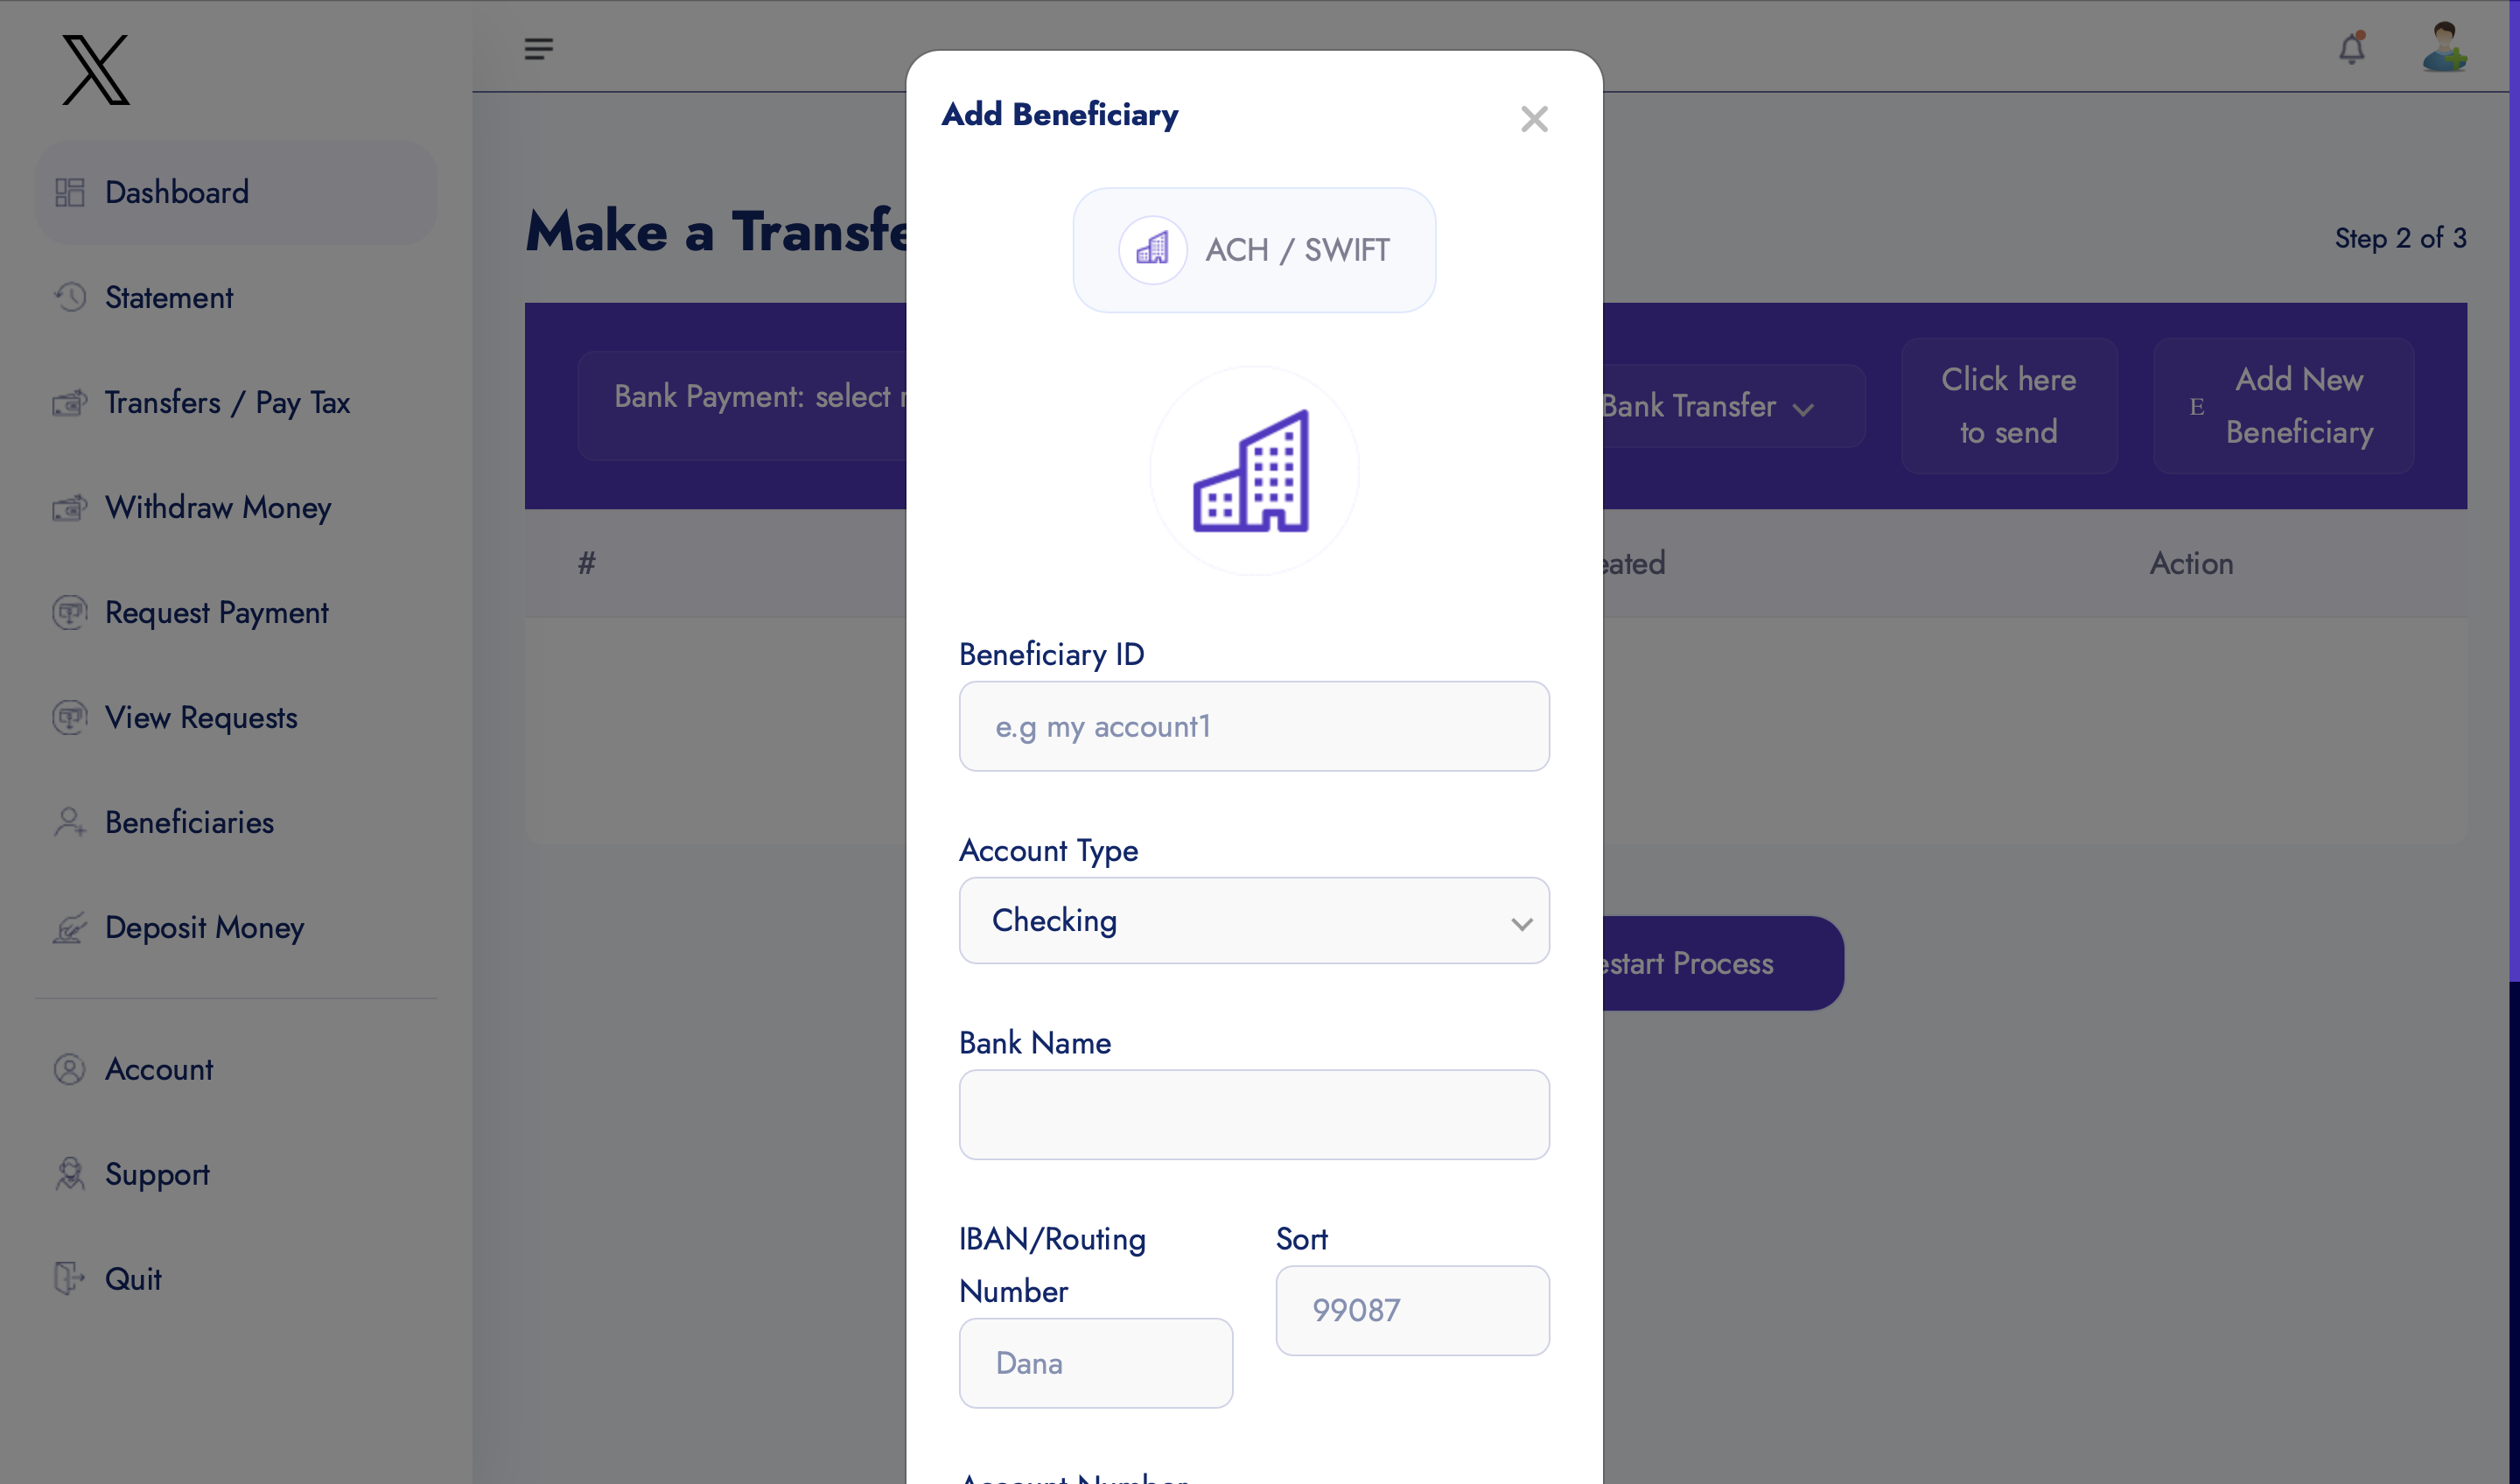 Dashboard
Statement
Transfers / Pay Tax
Withdraw Money
Request Payment
View Requests
Beneficiaries
Deposit Money
Account
Support
Quit
Make a Transfe
Step 2 of 3
Bank Payment: select
Bank Transfer
Click here
to send
E
Add New
Beneficiary
#
eated
Action
estart Process
Add Beneficiary
ACH / SWIFT
Beneficiary ID
e.g my account1
Account Type
Checking
Bank Name
IBAN/Routing
Number
Dana
Sort
99087
Account Number